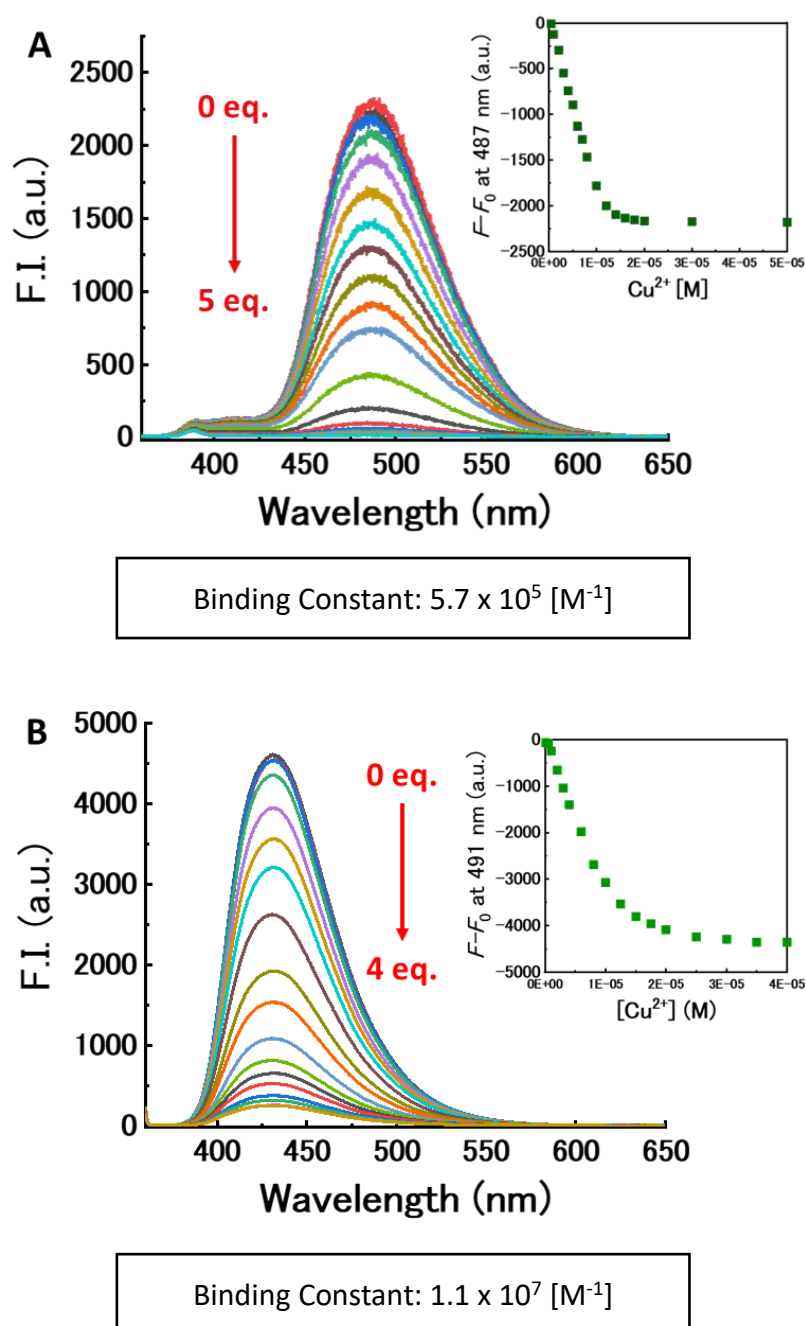 A
2500
2000
1500
1000
500
0
F.I. (a.u.)
0 eq.
5 eq.
400 450 500 550 600 650
Wavelength (nm)
0
−500
−1000
−1500
−2000
−2500
F-F0 at 487 nm (a.u.)
0E+00 1E−05 2E−05 3E−05 4E−05 5E−05
Cu2+ [M]
Binding Constant: 5.7 x 10^5 [M-1]
B
5000
4000
3000
2000
1000
0
F.I. (a.u.)
0 eq.
4 eq.
400 450 500 550 600 650
Wavelength (nm)
0
−1000
−2000
−3000
−4000
−5000
F-F0 at 491 nm (a.u.)
0E+00 1E−05 2E−05 3E−05 4E−05
[Cu2+] (M)
Binding Constant: 1.1 x 10^7 [M-1]